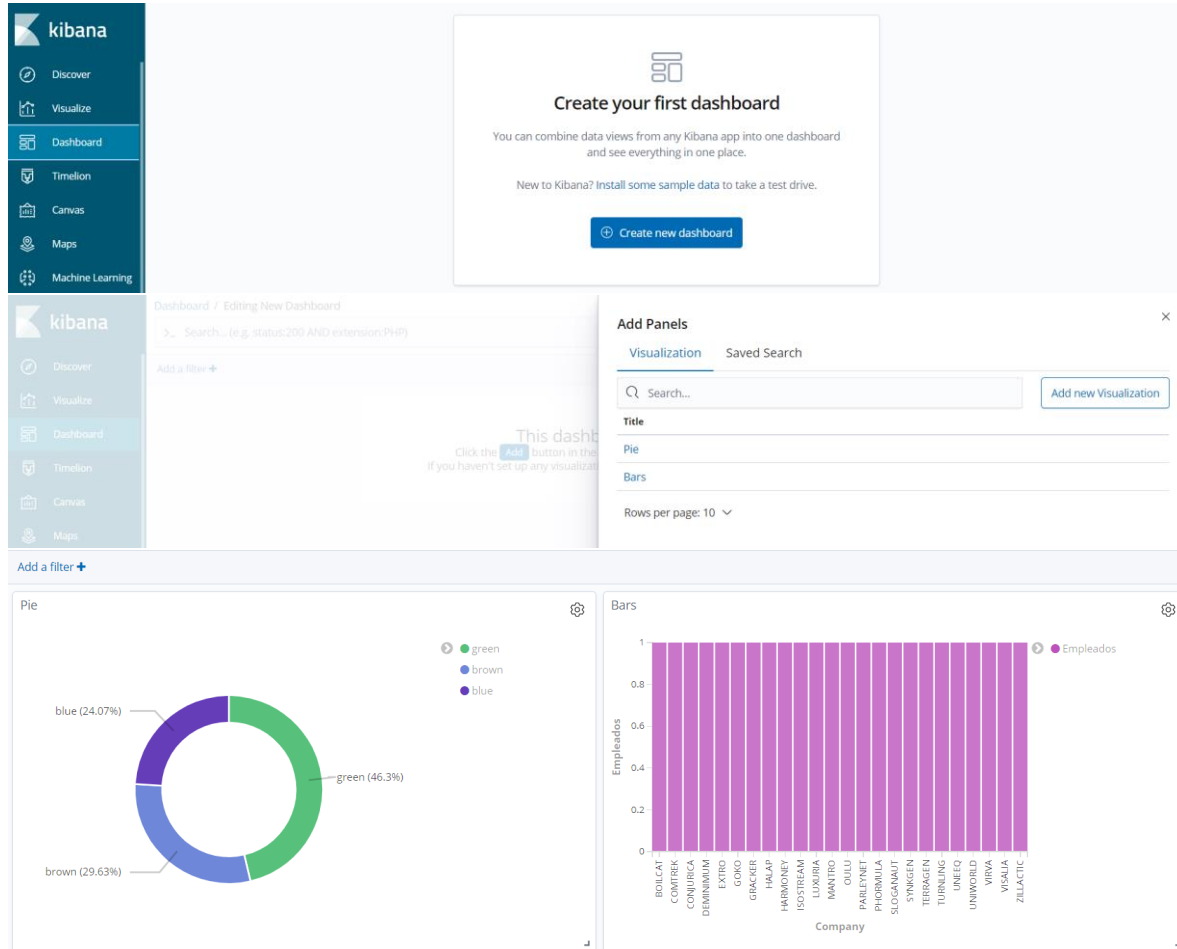 kibana
Discover
Visualize
Dashboard
Timelion
Canvas
Maps
Machine Learning
Create your first dashboard
You can combine data views from any Kibana app into one dashboard
and see everything in one place.
New to Kibana? Install some sample data to take a test drive.
Create new dashboard
kibana
Discover
Visualize
Dashboard
Timelion
Canvas
Maps
Dashboard / Editing New Dashboard
>_ Search... (e.g. status:200 AND extension:PHP)
Add a filter +
This dashb
Click the Add button in the
If you haven't set up any visualizat
Add Panels
Visualization Saved Search
Search...
Add new Visualization
Title
Pie
Bars
Rows per page: 10
Add a filter +
Pie
green
brown
blue
blue (24.07%)
green (46.3%)
brown (29.63%)
Bars
Empleados
1
0.8
0.6
0.4
0.2
0
Empleados
BOILCAT
COMTREK
CONJURICA
DEMINIMUM
EXTRO
GOKO
GRACKER
HALAP
HARMONEY
ISOSTREAM
LUXURIA
MANTRO
OULU
PARLEYNET
PHORMULA
SLOGANAUT
SYNKGEN
TERRAGEN
TURNLING
UNEEQ
UNIWORLD
VIRVA
VISALIA
ZILLACTIC
Company